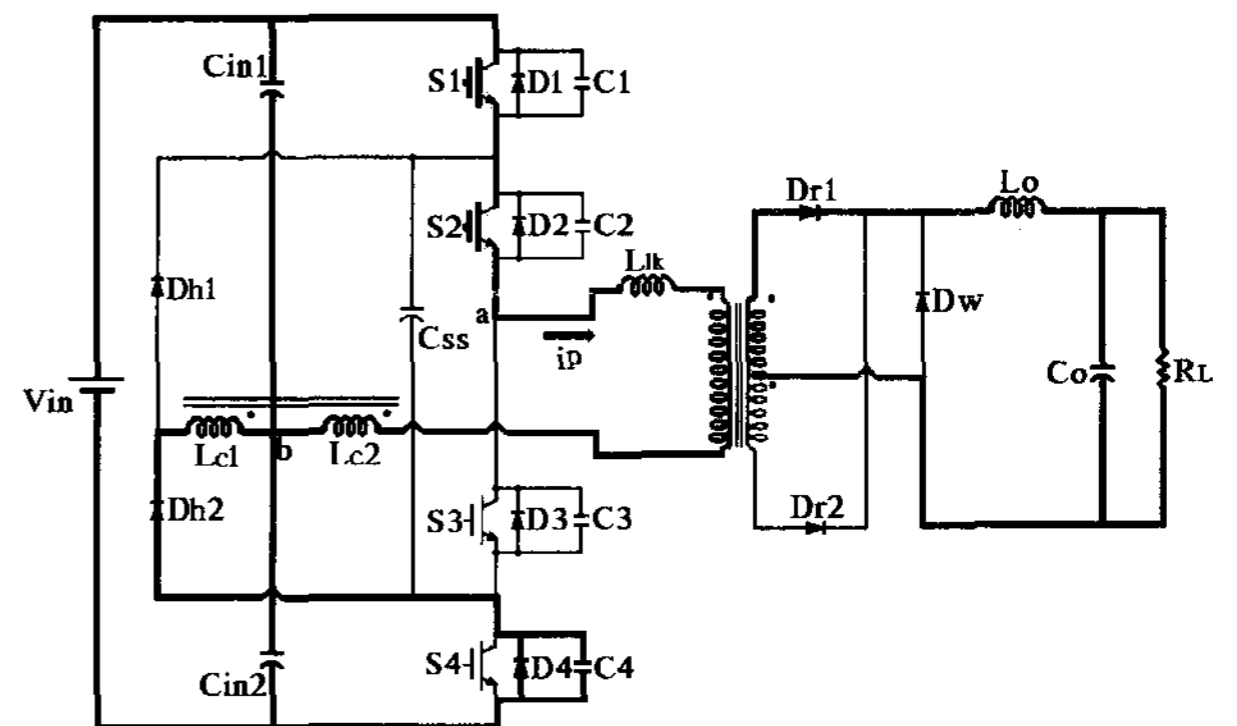 Cin1
S1
D1
C1
S2
D2
C2
Dh1
Css
a
ip
Llk
Dr1
Lo
Dw
Co
RL
Vin
Lc1
b
Lc2
Dh2
S3
D3
C3
Dr2
Cin2
S4
D4
C4